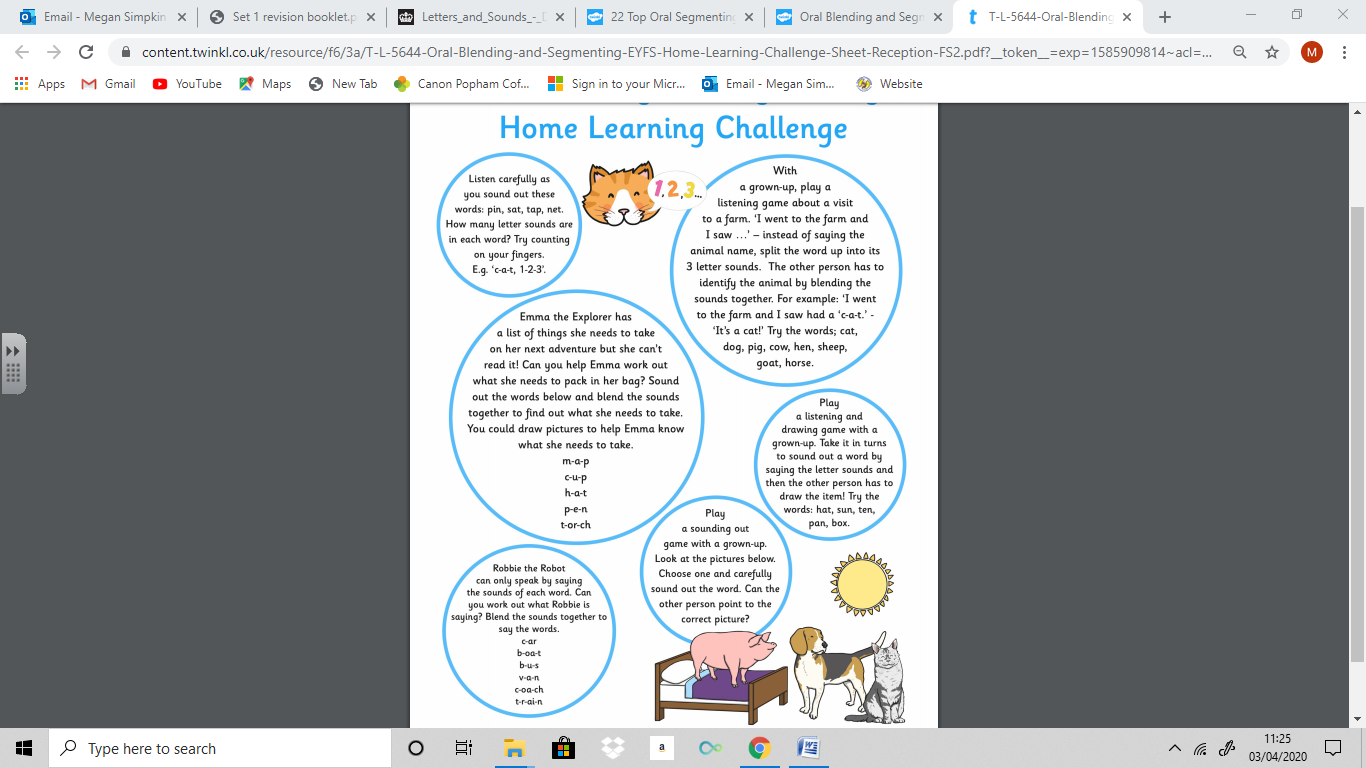 Email - Megan Simpkin
Set 1 revision booklet.p
Letters_and_Sounds_-_D
22 Top Oral Segmenting
Oral Blending and Segm
T-L-5644-Oral-Blending
content.twinkl.co.uk/resource/f6/3a/T-L-5644-Oral-Blending-and-Segmenting-EYFS-Home-Learning-Challenge-Sheet-Reception-FS2.pdf?__token__=exp=1585909814~acl=...
M
Apps
Gmail
YouTube
Maps
New Tab
Canon Popham Cof...
Sign in to your Micr...
Email - Megan Sim...
Website
Home Learning Challenge
Listen carefully as
you sound out these
words: pin, sat, tap, net.
How many letter sounds are
in each word? Try counting
on your fingers.
E.g. ‘c-a-t, 1-2-3’.
1,2,3...
With
a grown-up, play a
listening game about a visit
to a farm. ‘I went to the farm and
I saw ...’ – instead of saying the
animal name, split the word up into its
3 letter sounds. The other person has to
identify the animal by blending the
sounds together. For example: ‘I went
to the farm and I saw had a ‘c-a-t.’ -
‘It’s a cat!’ Try the words; cat,
dog, pig, cow, hen, sheep,
goat, horse.
Emma the Explorer has
a list of things she needs to take
on her next adventure but she can’t
read it! Can you help Emma work out
what she needs to pack in her bag? Sound
out the words below and blend the sounds
together to find out what she needs to take.
You could draw pictures to help Emma know
what she needs to take.
m-a-p
c-u-p
h-a-t
p-e-n
t-or-ch
Play
a listening and
drawing game with a
grown-up. Take it in turns
to sound out a word by
saying the letter sounds and
then the other person has to
draw the item! Try the
words: hat, sun, ten,
pan, box.
Play
a sounding out
game with a grown-up.
Look at the pictures below.
Choose one and carefully
sound out the word. Can the
other person point to the
correct picture?
Robbie the Robot
can only speak by saying
the sounds of each word. Can
you work out what Robbie is
saying? Blend the sounds together to
say the words.
c-ar
b-oa-t
b-u-s
v-a-n
c-oa-ch
t-r-ai-n
Type here to search
a
11:25
03/04/2020